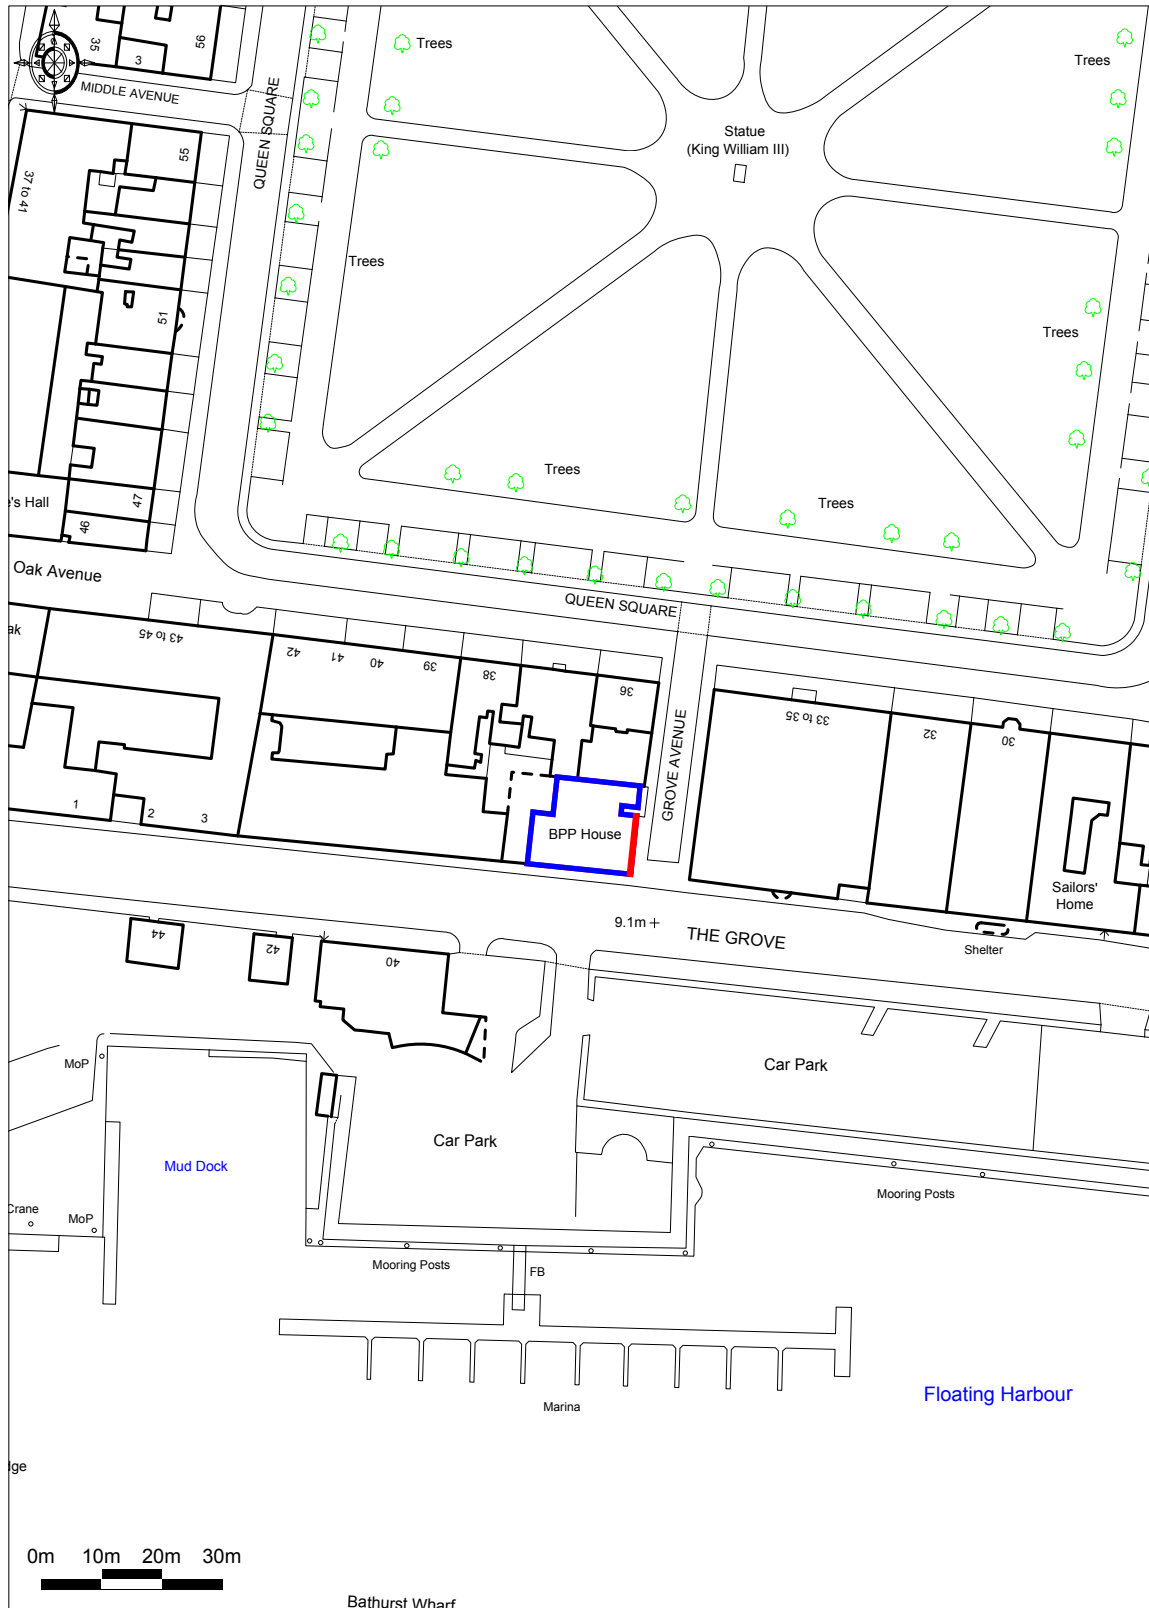 35
3
56
MIDDLE AVENUE
QUEEN SQUARE
Trees
Trees
Statue
(King William III)
37 to 41
55
Trees
51
Trees
Trees
Trees
47
46
e's Hall
Oak Avenue
QUEEN SQUARE
ak
43 to 45
42
41
40
39
38
36
GROVE AVENUE
33 to 35
32
30
1
2
3
BPP House
Sailors'
Home
9.1m
THE GROVE
Shelter
44
42
40
MoP
Car Park
Car Park
Mud Dock
Crane
MoP
Mooring Posts
Mooring Posts
FB
Marina
Floating Harbour
lge
0m 10m 20m 30m
Bathurst Wharf